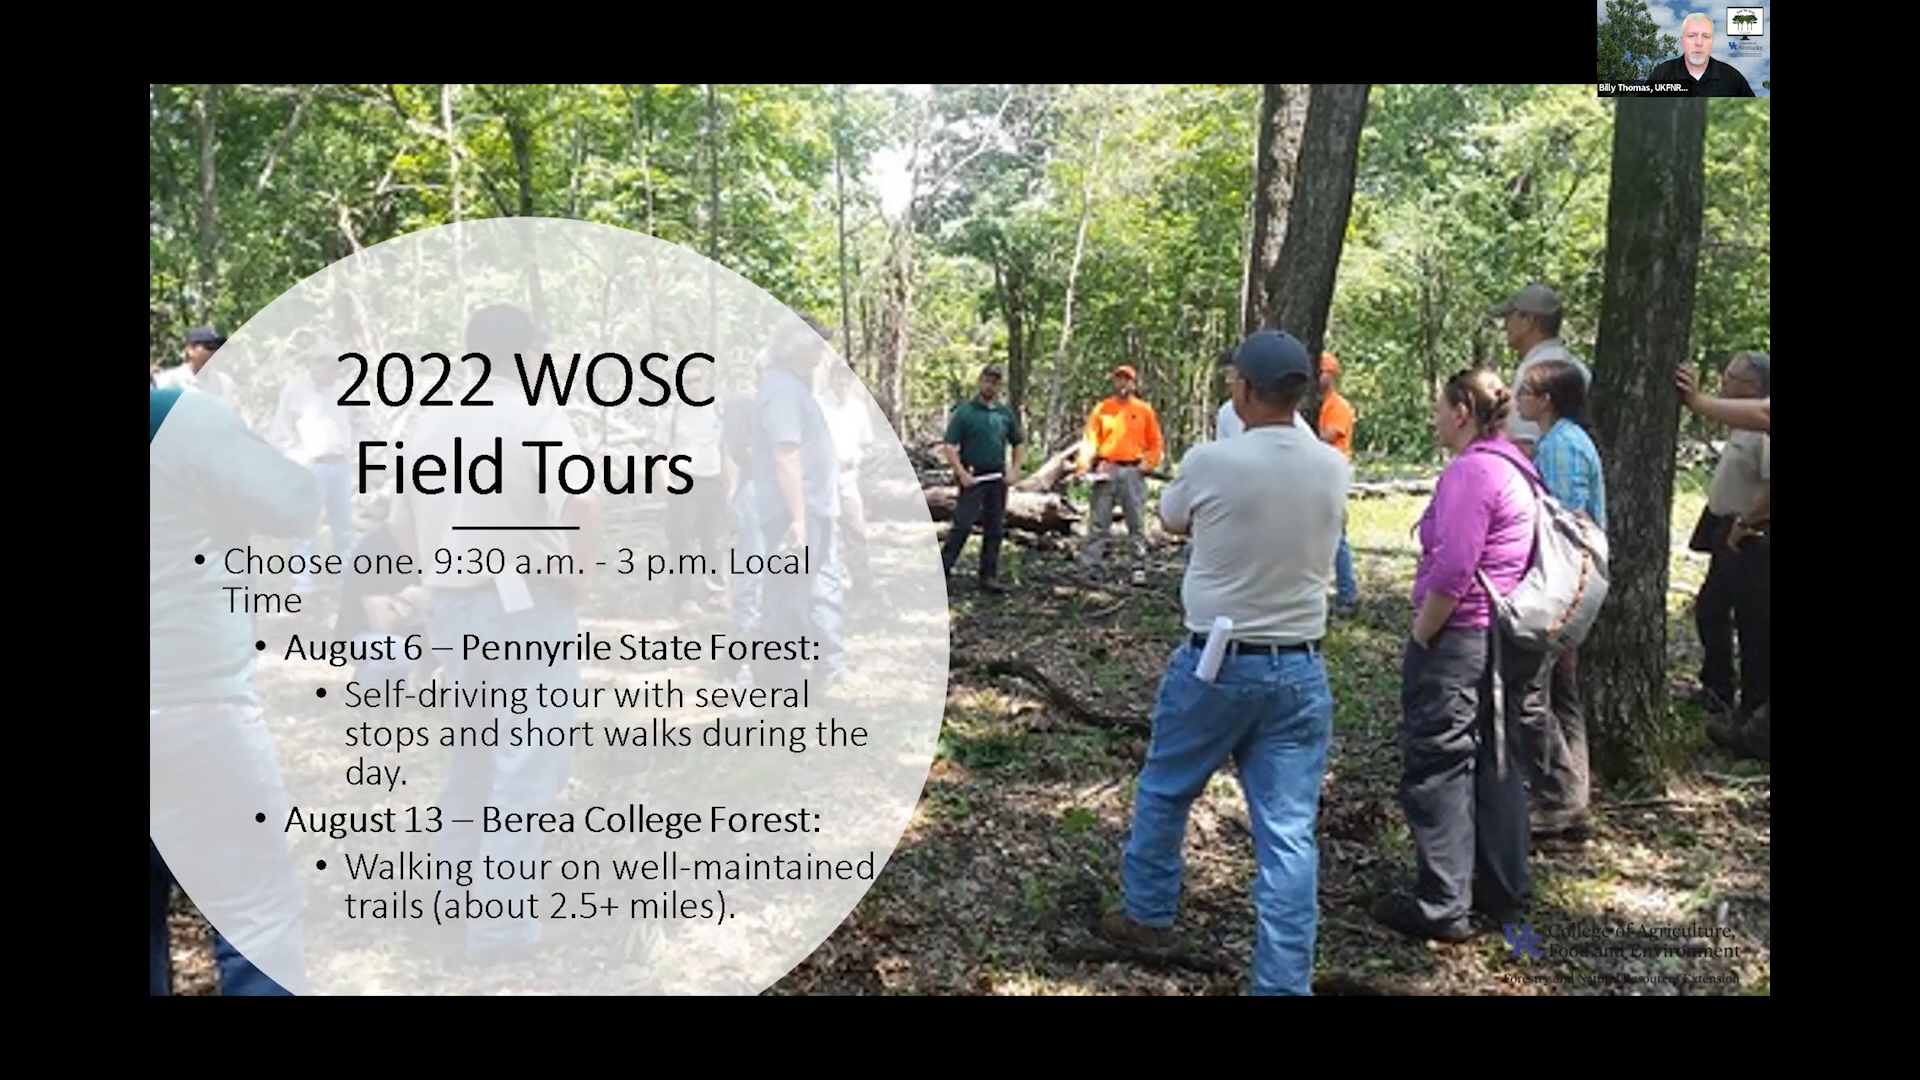 Billy Thomas, UKFNR...
2022 WOSC
Field Tours
• Choose one. 9:30 a.m. - 3 p.m. Local
Time
• August 6 – Pennyrile State Forest:
• Self-driving tour with several
stops and short walks during the
day.
• August 13 – Berea College Forest:
• Walking tour on well-maintained
trails (about 2.5+ miles).
College of Agriculture,
Food and Environment
Forestry and Natural Resources Extension